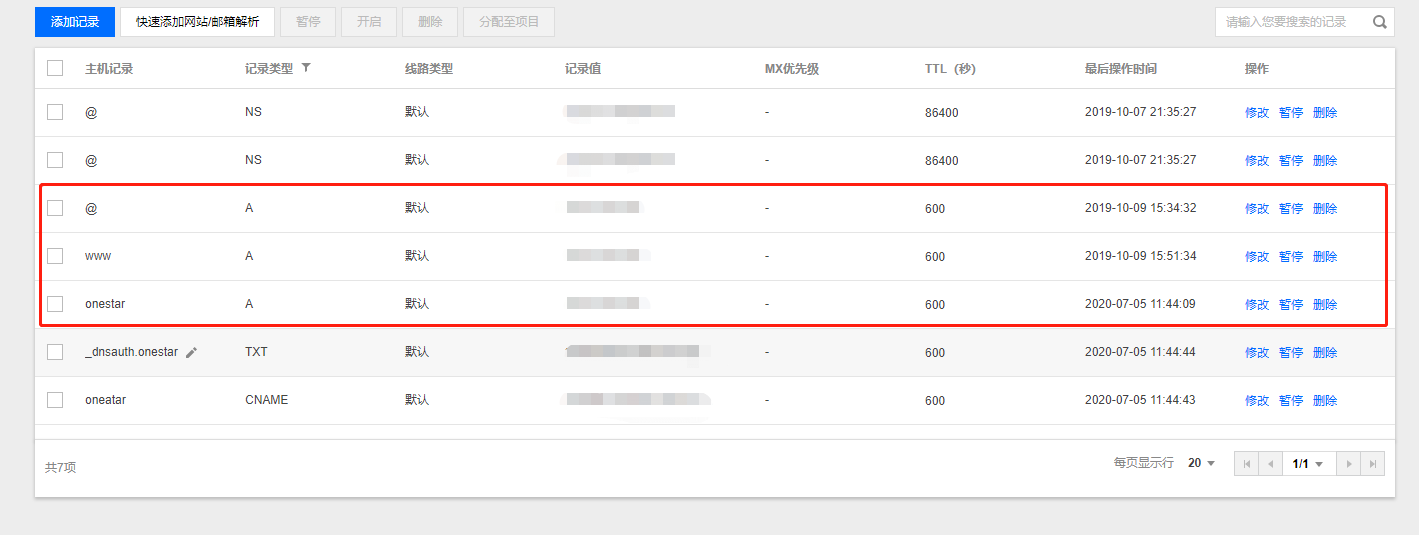 添加记录 快速添加网站/邮箱解析 暂停 开启 删除 分配至项目 请输入您要搜索的记录
主机记录 记录类型 线路类型 记录值 MX优先级 TTL（秒） 最后操作时间 操作
@ NS 默认 - 86400 2019-10-07 21:35:27 修改 暂停 删除
@ NS 默认 - 86400 2019-10-07 21:35:27 修改 暂停 删除
@ A 默认 - 600 2019-10-09 15:34:32 修改 暂停 删除
www A 默认 - 600 2019-10-09 15:51:34 修改 暂停 删除
onestar A 默认 - 600 2020-07-05 11:44:09 修改 暂停 删除
_dnsauth.onestar TXT 默认 - 600 2020-07-05 11:44:44 修改 暂停 删除
oneatar CNAME 默认 - 600 2020-07-05 11:44:43 修改 暂停 删除
共7项 每页显示行 20 1/1